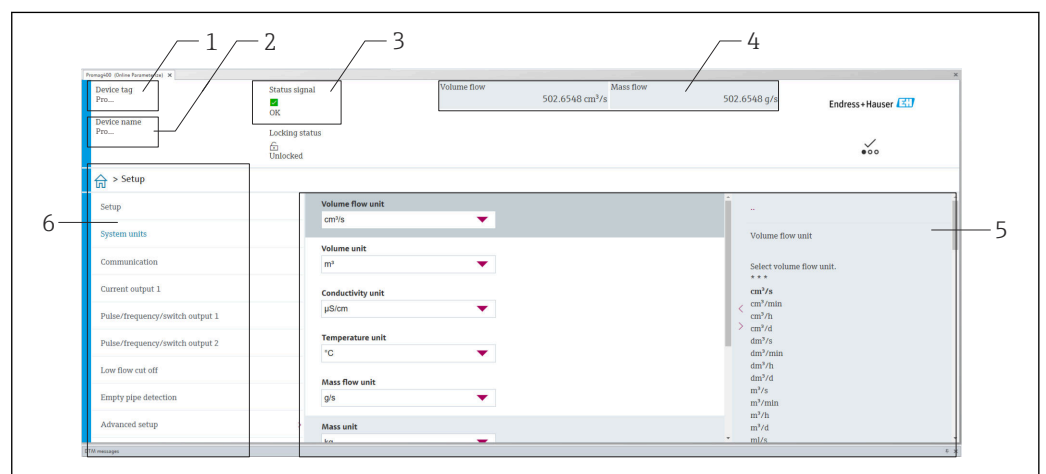 1
2
3
4
Promag400 (Online Parameterize) x
Device tag
Pro...
Device name
Pro...
Status signal
OK
Locking status
Unlocked
Volume flow
502.6548 cm³/s
Mass flow
502.6548 g/s
Endress+Hauser EH
> Setup
6
Setup
System units
Communication
Current output 1
Pulse/frequency/switch output 1
Pulse/frequency/switch output 2
Low flow cut off
Empty pipe detection
Advanced setup >
Volume flow unit
cm³/s
Volume unit
m³
Conductivity unit
µS/cm
Temperature unit
°C
Mass flow unit
g/s
Mass unit
kg
5
..
Volume flow unit
Select volume flow unit.
* * *
cm³/s
cm³/min
cm³/h
cm³/d
dm³/s
dm³/min
dm³/h
dm³/d
m³/s
m³/min
m³/h
m³/d
ml/s
DTM messages